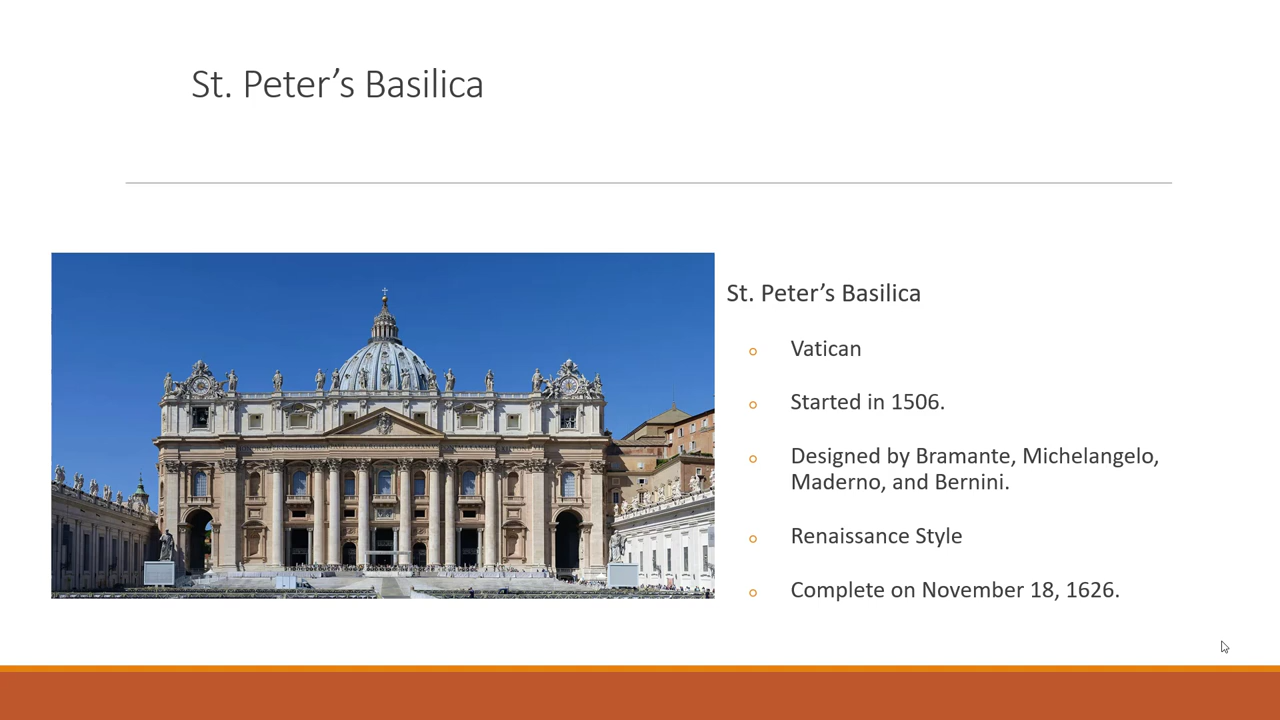 St. Peter’s Basilica
St. Peter’s Basilica
Vatican
Started in 1506.
Designed by Bramante, Michelangelo,
Maderno, and Bernini.
Renaissance Style
Complete on November 18, 1626.